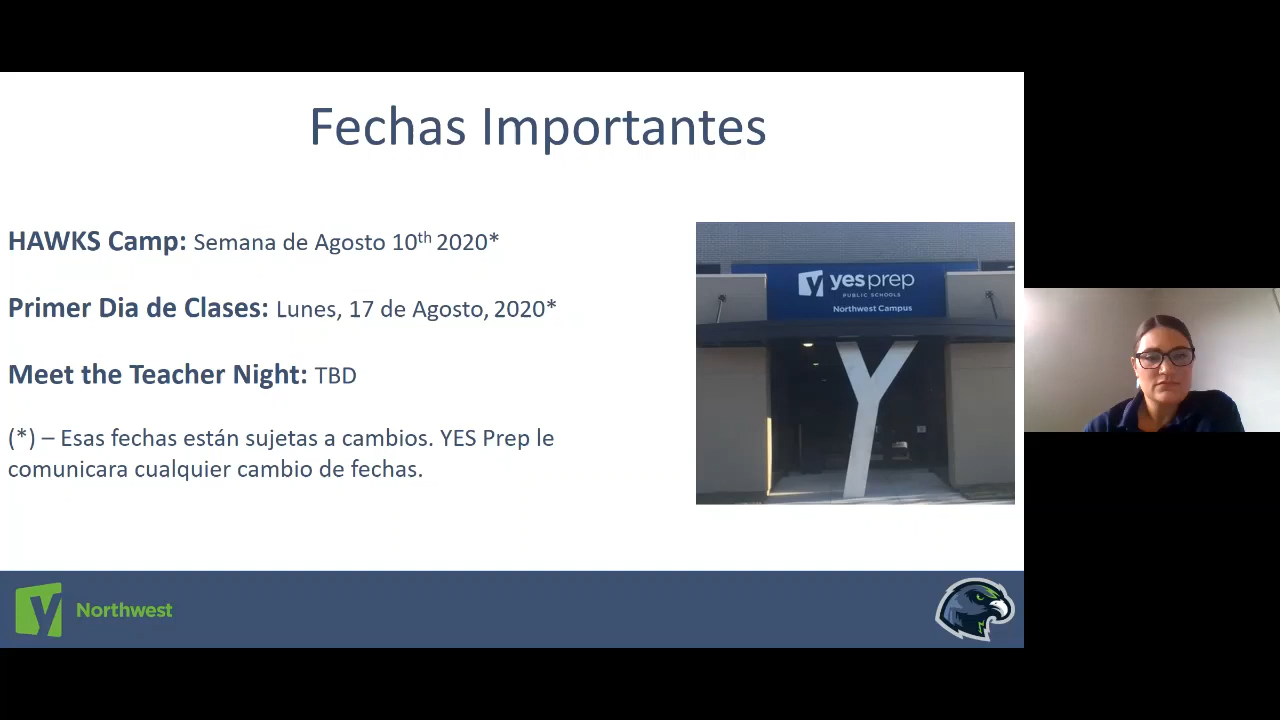 Fechas Importantes
HAWKS Camp: Semana de Agosto 10th 2020*
Primer Dia de Clases: Lunes, 17 de Agosto, 2020*
Meet the Teacher Night: TBD
(*) – Esas fechas están sujetas a cambios. YES Prep le
comunicara cualquier cambio de fechas.
yes prep
PUBLIC SCHOOLS
Northwest Campus
Y
Northwest